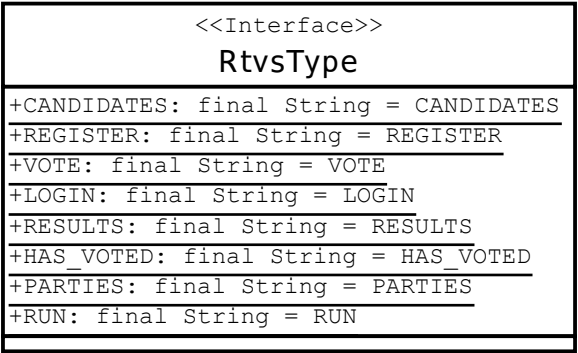 <<Interface>>
RtvsType
+CANDIDATES: final String = CANDIDATES
+REGISTER: final String = REGISTER
+VOTE: final String = VOTE
+LOGIN: final String = LOGIN
+RESULTS: final String = RESULTS
+HAS_VOTED: final String = HAS_VOTED
+PARTIES: final String = PARTIES
+RUN: final String = RUN